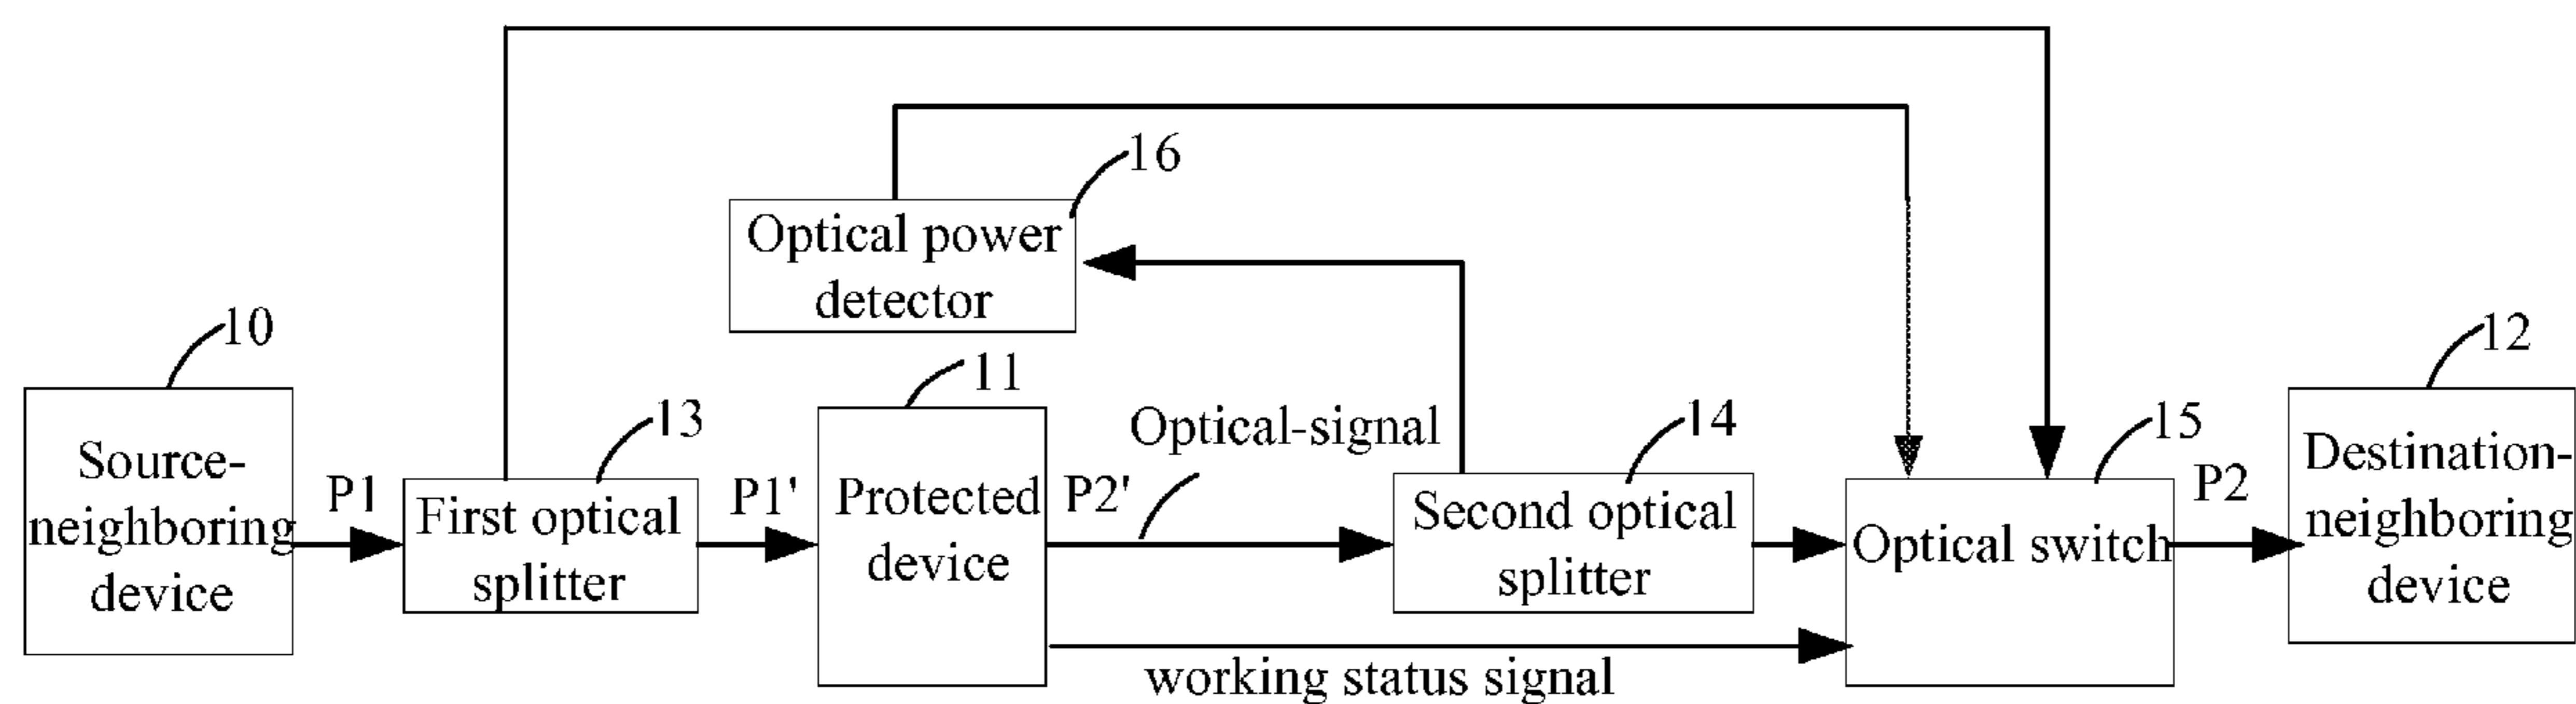 16
Optical power
detector
10
12
11
13
Optical-signal
14
15
Source-
neighboring
device
P1
First optical
splitter
P1'
Protected
device
P2'
Second optical
splitter
Optical switch
P2
Destination-
neighboring
device
working status signal